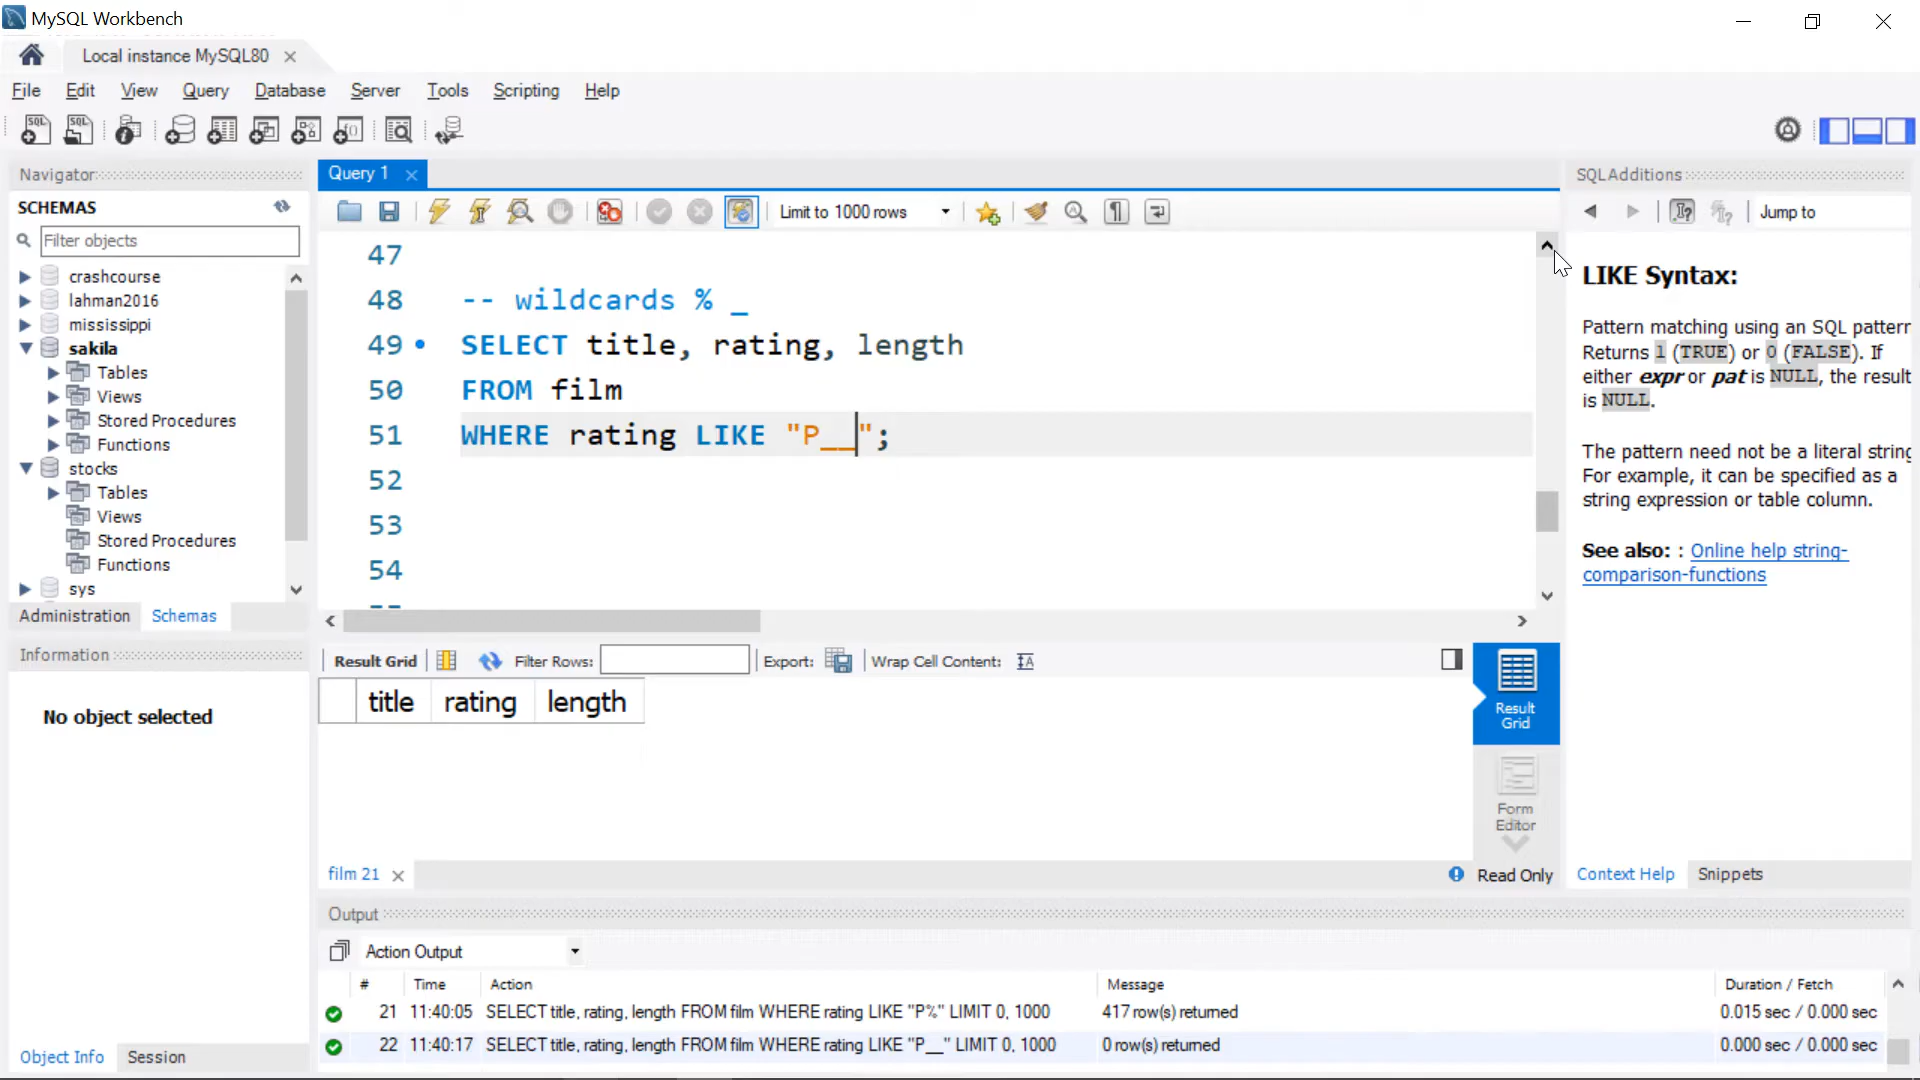 MySQL Workbench
Local instance MySQL80
File Edit View Query Database Server Tools Scripting Help
Navigator
SCHEMAS
Filter objects
crashcourse
lahman2016
mississippi
sakila
Tables
Views
Stored Procedures
Functions
stocks
Tables
Views
Stored Procedures
Functions
sys
Administration Schemas
Information
No object selected
Object Info Session
Query 1
Limit to 1000 rows
47
48 -- wildcards % _
49 SELECT title, rating, length
50 FROM film
51 WHERE rating LIKE "P__";
52
53
54
Result Grid Filter Rows: Export: Wrap Cell Content:
title rating length
Result
Grid
Form
Editor
film 21
Read Only
SQLAdditions
Jump to
LIKE Syntax:
Pattern matching using an SQL pattern
Returns 1 (TRUE) or 0 (FALSE). If
either expr or pat is NULL, the result
is NULL.
The pattern need not be a literal string
For example, it can be specified as a
string expression or table column.
See also: : Online help string-
comparison-functions
Context Help Snippets
Output
Action Output
# Time Action Message Duration / Fetch
21 11:40:05 SELECT title, rating, length FROM film WHERE rating LIKE "P%" LIMIT 0, 1000 417 row(s) returned 0.015 sec / 0.000 sec
22 11:40:17 SELECT title, rating, length FROM film WHERE rating LIKE "P__" LIMIT 0, 1000 0 row(s) returned 0.000 sec / 0.000 sec